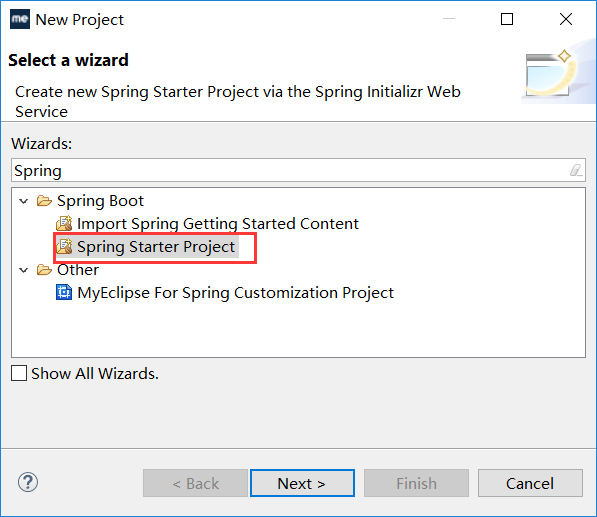 me New Project
Select a wizard
Create new Spring Starter Project via the Spring Initializr Web
Service
Wizards:
Spring
Spring Boot
Import Spring Getting Started Content
Spring Starter Project
Other
MyEclipse For Spring Customization Project
Show All Wizards.
? < Back Next > Finish Cancel